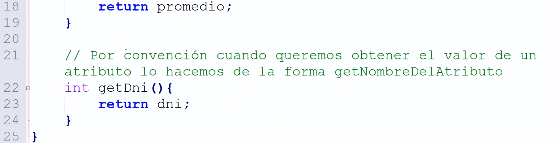 18 return promedio;
19 }
20
21 // Por convención cuando queremos obtener el valor de un
atributo lo hacemos de la forma getNombreDelAtributo
22 int getDni(){
23 return dni;
24 }
25 }